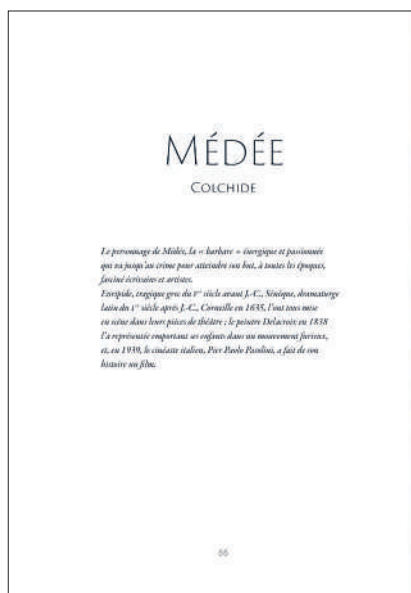 MÉDÉE
COLCHIDE
Le personnage de Médée, la « barbare » énergique et passionnée
qui va jusqu'au crime pour atteindre son but, à toutes les époques,
fasciné écrivains et artistes.
Euripide, tragique grec du Vᵉ siècle avant J.-C., Sénèque, dramaturge
latin du 1ᵉʳ siècle après J.-C., Corneille en 1635, l'ont tous mise
en scène dans leurs pièces de théâtre ; le peintre Delacroix en 1838
l'a représentée emportant ses enfants dans un mouvement furieux,
et, en 1939, le cinéaste italien, Pier Paolo Pasolini, a fait de son
histoire un film.
66